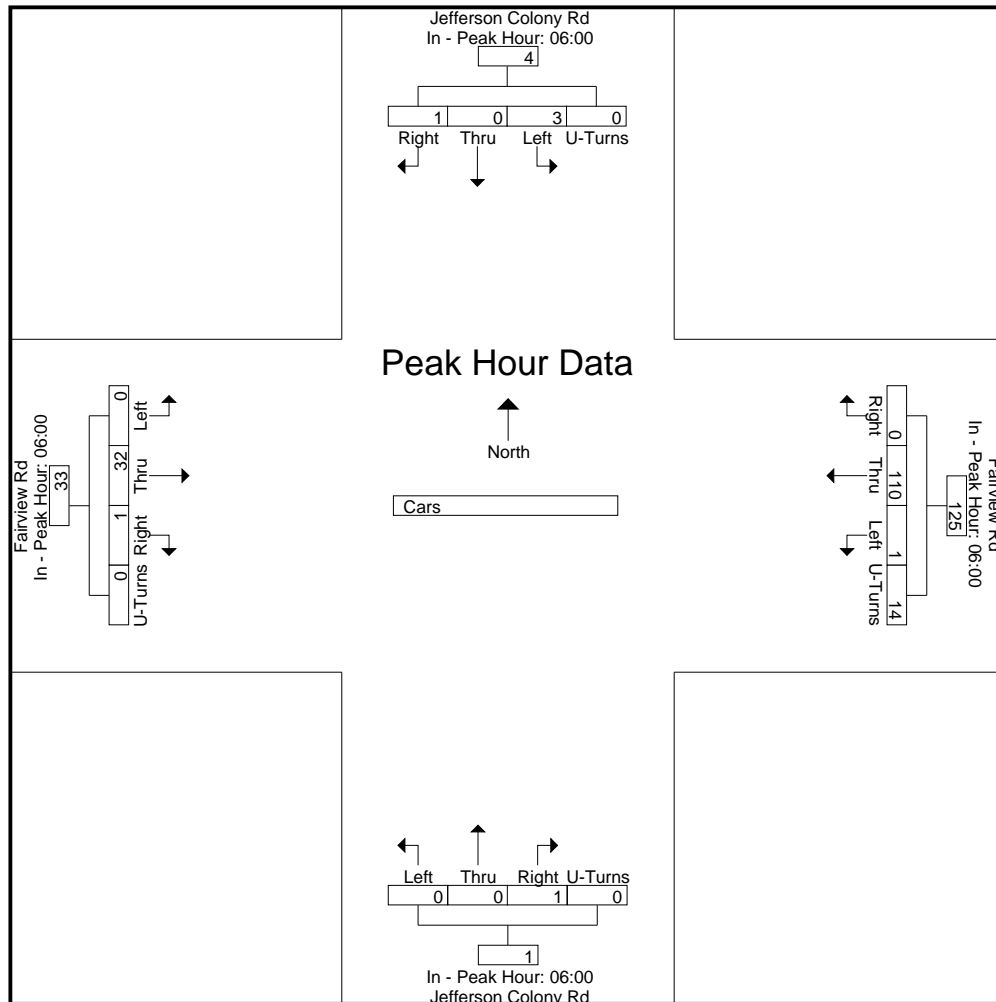 Jefferson Colony Rd
In - Peak Hour: 06:00
4
1 0 3 0
Right Thru Left U-Turns
Peak Hour Data
North
Cars
Fairview Rd
In - Peak Hour: 06:00
33
0 32 1 0
Left Thru Right U-Turns
Right Thru Left U-Turns
0 110 1 14
125
In - Peak Hour: 06:00
Fairview Rd
Left Thru Right U-Turns
0 0 1 0
1
In - Peak Hour: 06:00
Jefferson Colony Rd